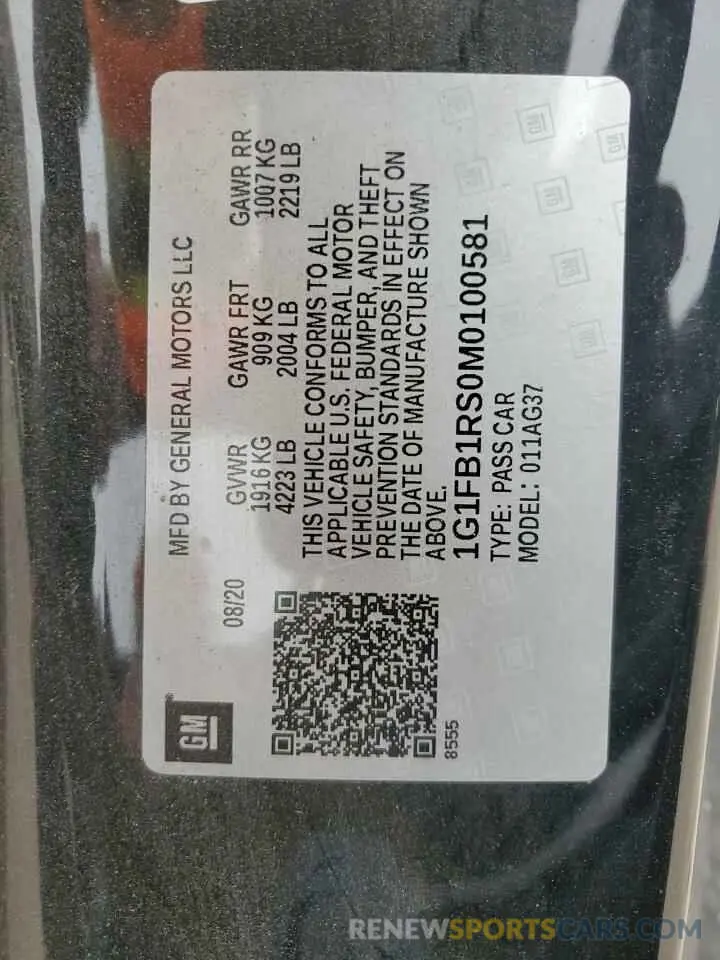 GM
MFD BY GENERAL MOTORS LLC
08/20 GVWR GAWR FRT GAWR RR
1916 KG 909 KG 1007 KG
4223 LB 2004 LB 2219 LB
THIS VEHICLE CONFORMS TO ALL
APPLICABLE U.S. FEDERAL MOTOR
VEHICLE SAFETY, BUMPER, AND THEFT
PREVENTION STANDARDS IN EFFECT ON
THE DATE OF MANUFACTURE SHOWN
ABOVE.
1G1FB1RS0M0100581
8555
TYPE: PASS CAR
MODEL: 011AG37
RENEWSPORTSCARS.COM